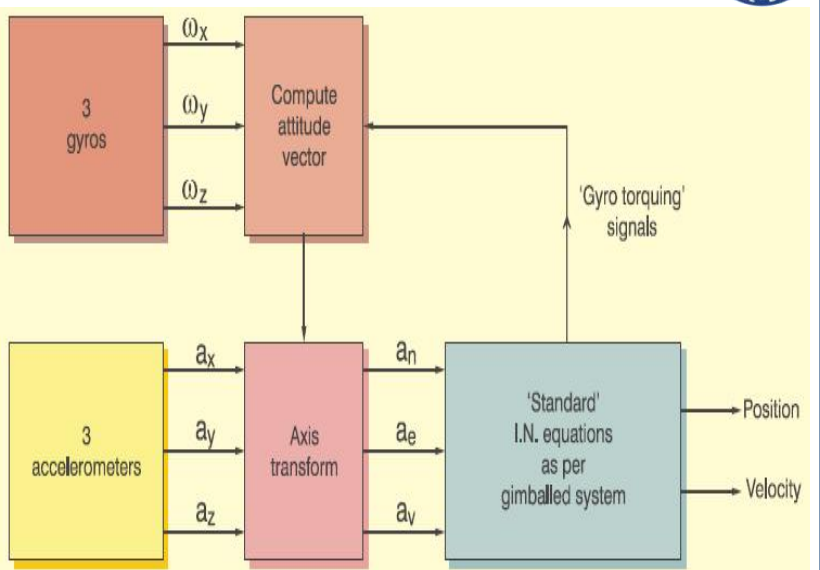 3
gyros
ωx
ωy
ωz
Compute
attitude
vector
'Gyro torquing'
signals
3
accelerometers
ax
ay
az
Axis
transform
an
ae
av
'Standard'
I.N. equations
as per
gimballed system
Position
Velocity